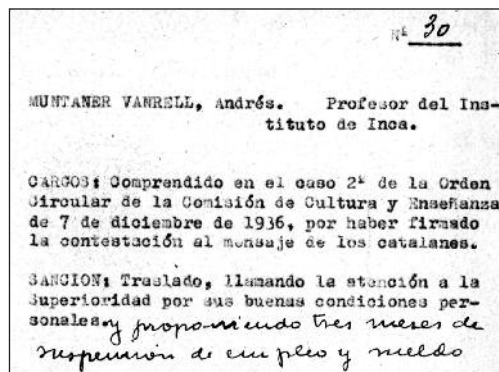 Nº 30
MUNTANER VANRELL, Andrés. Profesor del Ins-
tituto de Inca.
CARGOS: Comprendido en el caso 2º de la Orden
Circular de la Comisión de Cultura y Enseñanza
de 7 de diciembre de 1936, por haber firmado
la contestación al mensaje de los catalanes.
SANCION: Traslado, llamando la atención a la
Superioridad por sus buenas condiciones per-
sonales. y proponiendo tres meses de
suspensión de empleo y sueldo